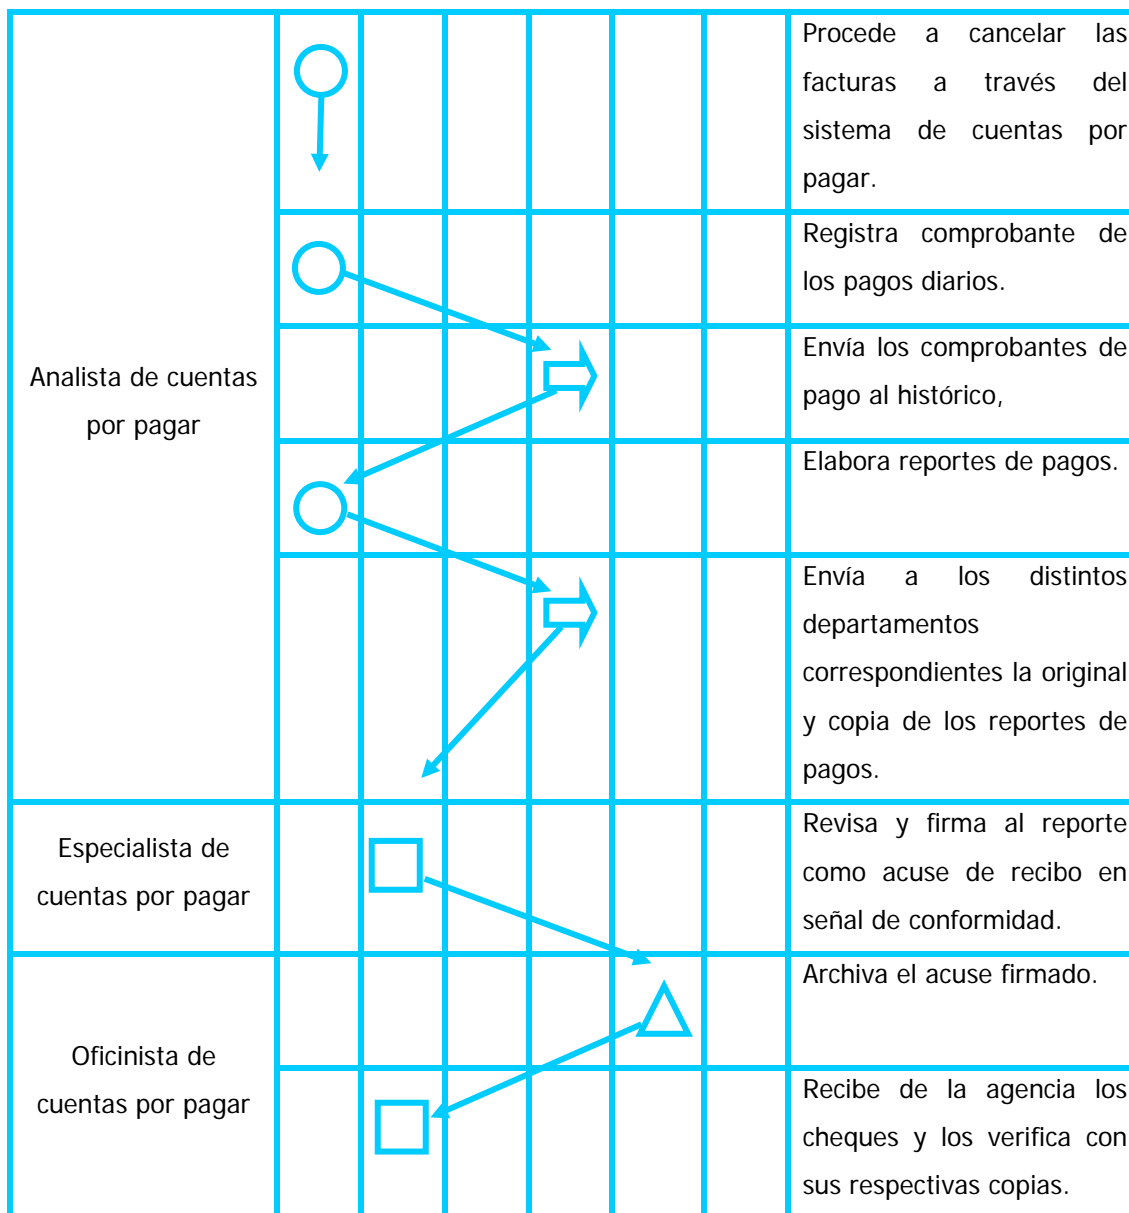 Procede a cancelar las
facturas a través del
sistema de cuentas por
pagar.
Registra comprobante de
los pagos diarios.
Analista de cuentas
por pagar
Envía los comprobantes de
pago al histórico,
Elabora reportes de pagos.
Envía a los distintos
departamentos
correspondientes la original
y copia de los reportes de
pagos.
Especialista de
cuentas por pagar
Revisa y firma al reporte
como acuse de recibo en
señal de conformidad.
Oficinista de
cuentas por pagar
Archiva el acuse firmado.
Recibe de la agencia los
cheques y los verifica con
sus respectivas copias.